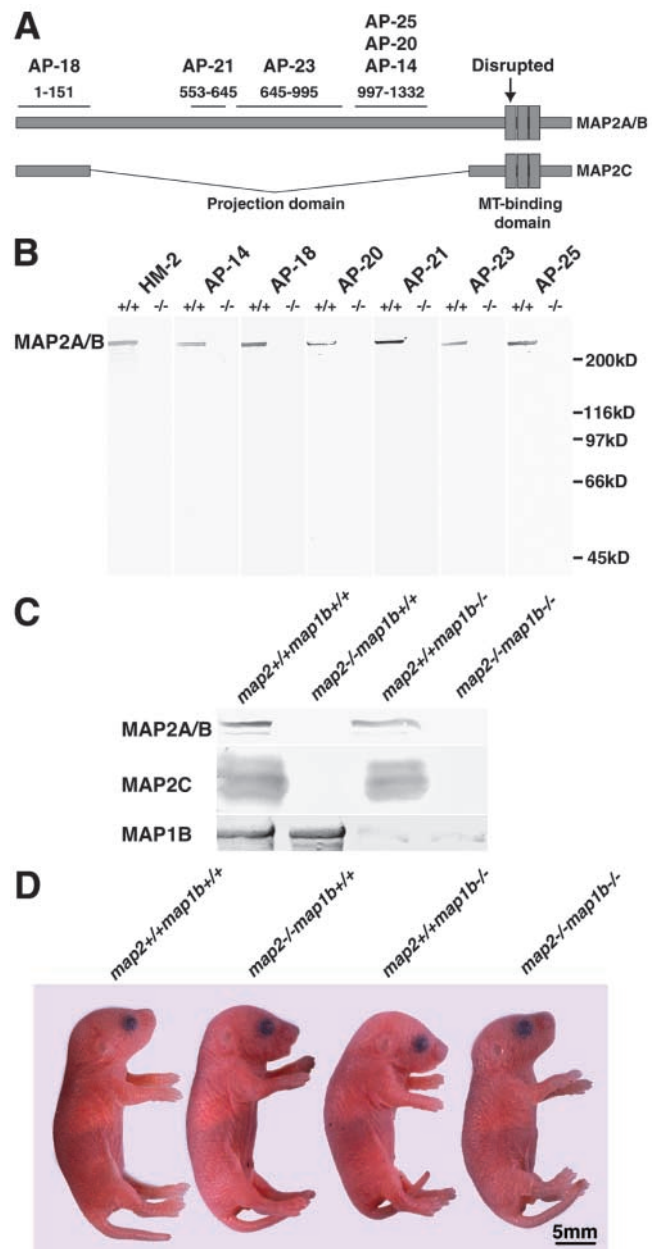 A
AP-25
AP-20
AP-18 AP-21 AP-23 AP-14 Disrupted
1-151 553-645 645-995 997-1332
MAP2A/B
MAP2C
Projection domain MT-binding
domain
B
HM-2 AP-14 AP-18 AP-20 AP-21 AP-23 AP-25
+/+ -/- +/+ -/- +/+ -/- +/+ -/- +/+ -/- +/+ -/- +/+ -/-
MAP2A/B
200kD
116kD
97kD
66kD
45kD
C
map2+/+map1b+/+ map2-/-map1b+/+ map2+/+map1b-/- map2-/-map1b-/-
MAP2A/B
MAP2C
MAP1B
D
map2+/+map1b+/+ map2-/-map1b+/+ map2+/+map1b-/- map2-/-map1b-/-
5mm